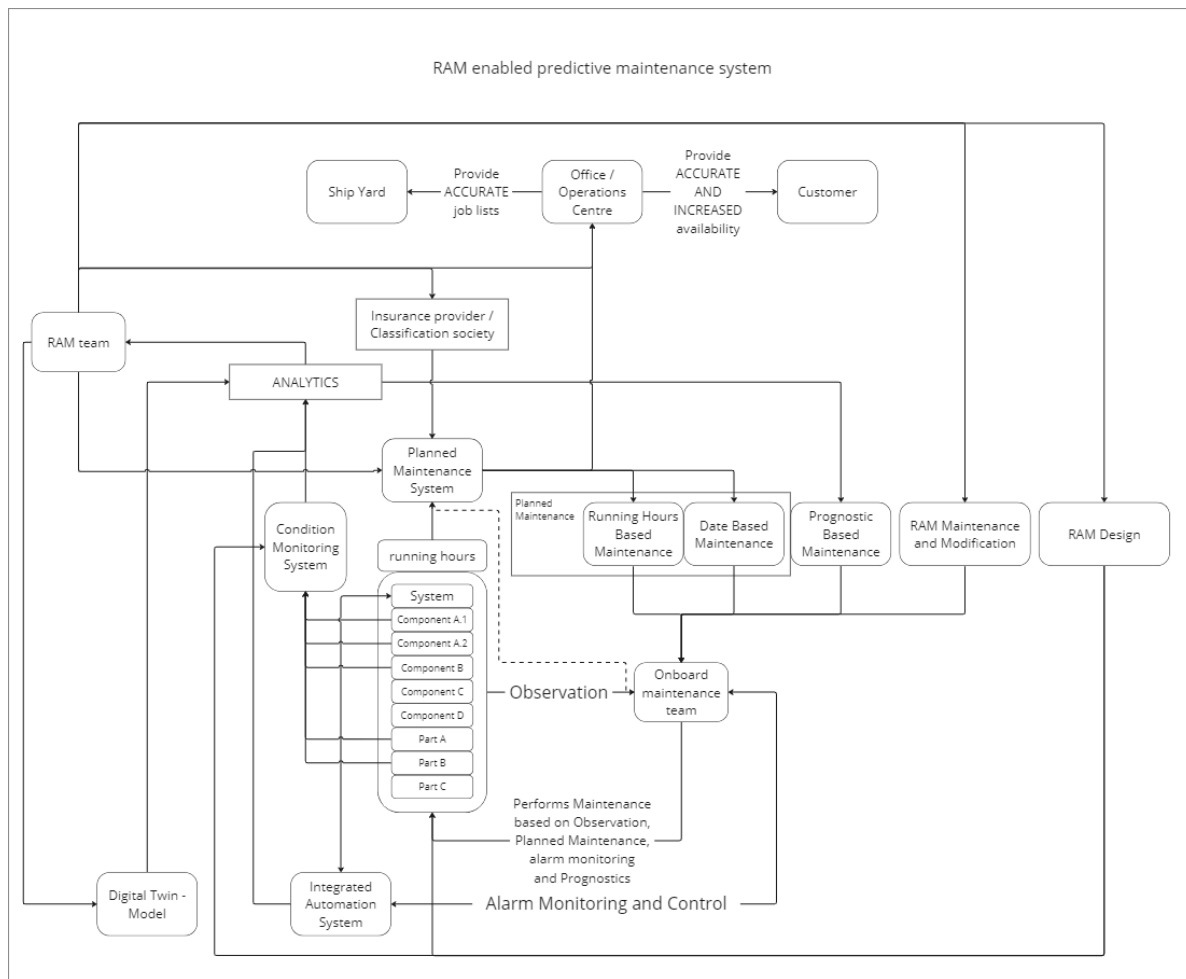 RAM enabled predictive maintenance system
Ship Yard
Provide
ACCURATE
job lists
Office /
Operations
Centre
Provide
ACCURATE
AND
INCREASED
availability
Customer
RAM team
Insurance provider /
Classification society
ANALYTICS
Planned
Maintenance
System
Condition
Monitoring
System
running hours
Planned
Maintenance
Running Hours
Based
Maintenance
Date Based
Maintenance
Prognostic
Based
Maintenance
RAM Maintenance
and Modification
RAM Design
System
Component A.1
Component A.2
Component B
Component C
Component D
Part A
Part B
Part C
Observation
Onboard
maintenance
team
Performs Maintenance
based on Observation,
Planned Maintenance,
alarm monitoring
and Prognostics
Digital Twin -
Model
Integrated
Automation
System
Alarm Monitoring and Control